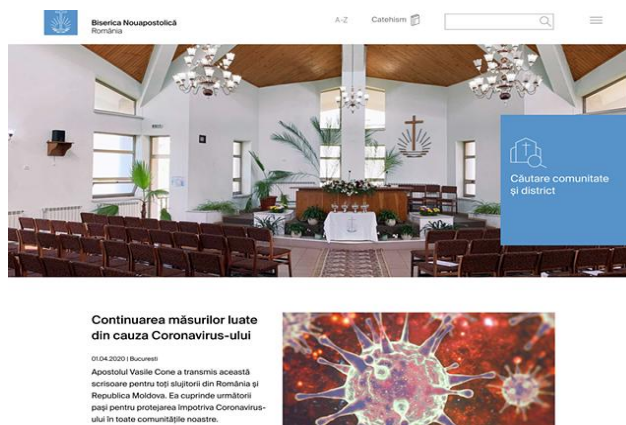 Biserica Nouapostolică
România
A-Z
Catehism
Căutare comunitate
și district
Continuarea măsurilor luate
din cauza Coronavirus-ului
01.04.2020 | Bucuresti
Apostolul Vasile Cone a transmis această
scrisoare pentru toți slujitorii din România și
Republica Moldova. Ea cuprinde următorii
pași pentru protejarea împotriva Coronavirus-
ului în toate comunitățile noastre.